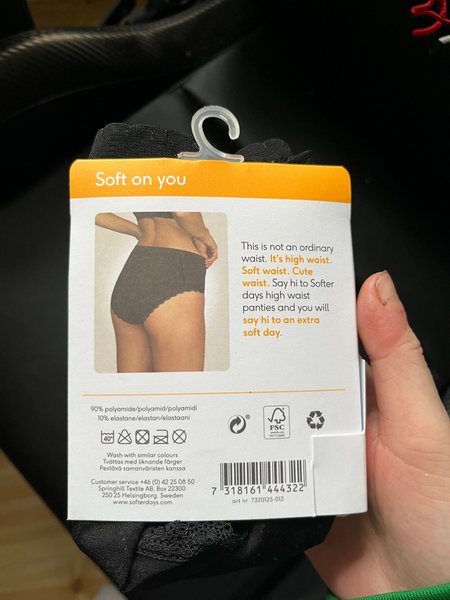 Soft on you
This is not an ordinary
waist. It's high waist.
Soft waist. Cute
waist. Say hi to Softer
days high waist
panties and you will
say hi to an extra
soft day.
90% polyamide/polyamid/polyamidi
10% elastane/elastan/elastaani
40°
FSC
Wash with similar colours
Tvättas med liknande färger
Pestävä samanväristen kanssa
Customer service +46 (0) 42 25 08 50
Springhill Textile AB, Box 22300
250 25 Helsingborg, Sweden
www.softerdays.com
7 318161 444322
art nr 7320125-012